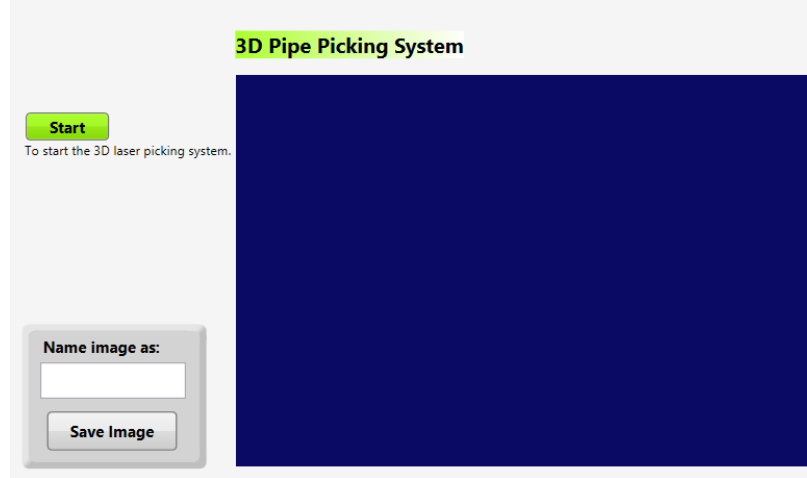 3D Pipe Picking System
Start
To start the 3D laser picking system.
Name image as:
Save Image